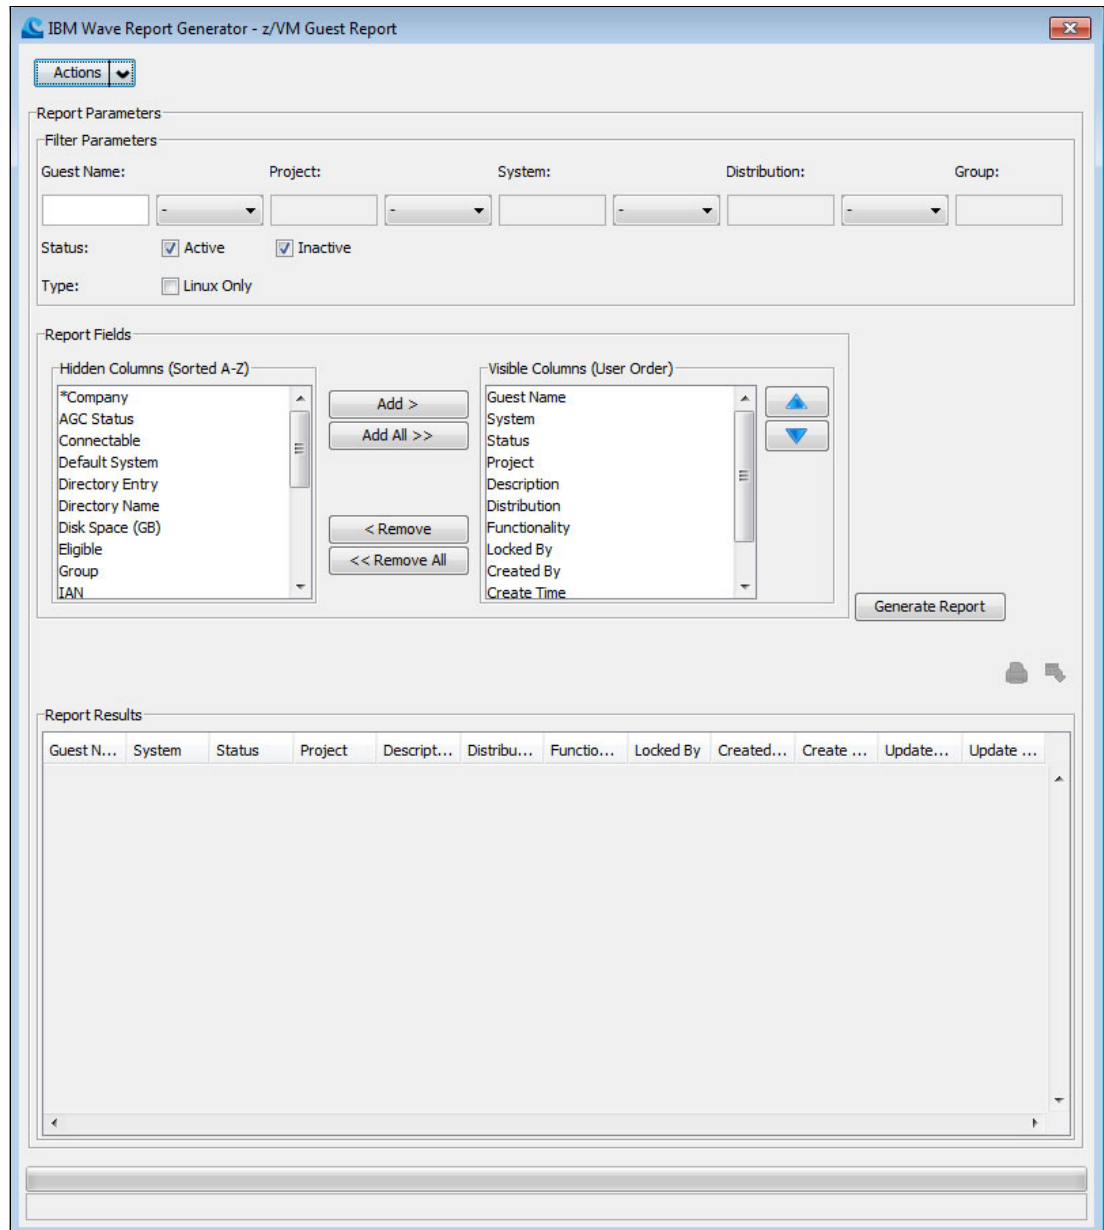 IBM Wave Report Generator - z/VM Guest Report
Actions
Report Parameters
Filter Parameters
Guest Name: Project: System: Distribution: Group:
- - - -
Status: Active Inactive
Type: Linux Only
Report Fields
Hidden Columns (Sorted A-Z)
*Company
AGC Status
Connectable
Default System
Directory Entry
Directory Name
Disk Space (GB)
Eligible
Group
IAN
Add >
Add All >>
< Remove
<< Remove All
Visible Columns (User Order)
Guest Name
System
Status
Project
Description
Distribution
Functionality
Locked By
Created By
Create Time
Generate Report
Report Results
Guest N... System Status Project Descript... Distribu... Functio... Locked By Created... Create ... Update... Update ...